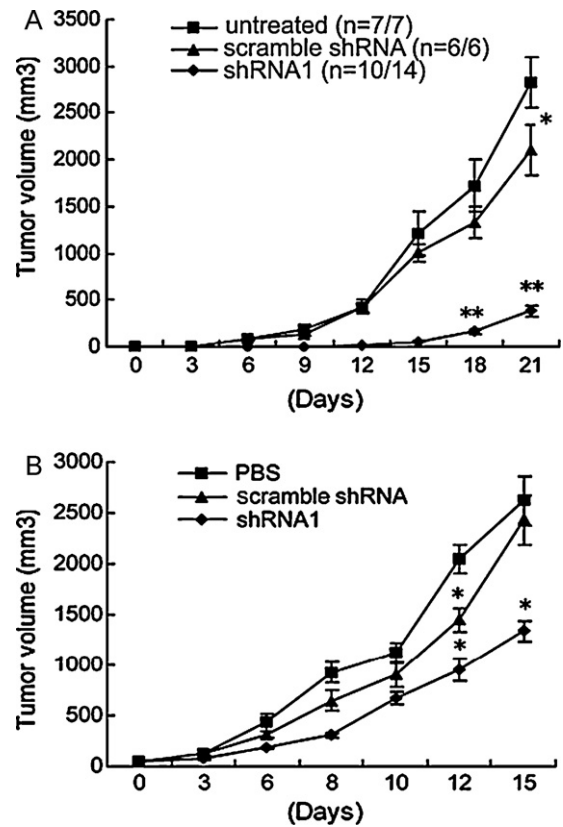 A
untreated (n=7/7)
scramble shRNA (n=6/6)
shRNA1 (n=10/14)
Tumor volume (mm3)
3500
3000
2500
2000
1500
1000
500
0
*
**
**
0 3 6 9 12 15 18 21
(Days)
B
PBS
scramble shRNA
shRNA1
Tumor volume (mm3)
3000
2500
2000
1500
1000
500
0
*
*
*
0 3 6 8 10 12 15
(Days)